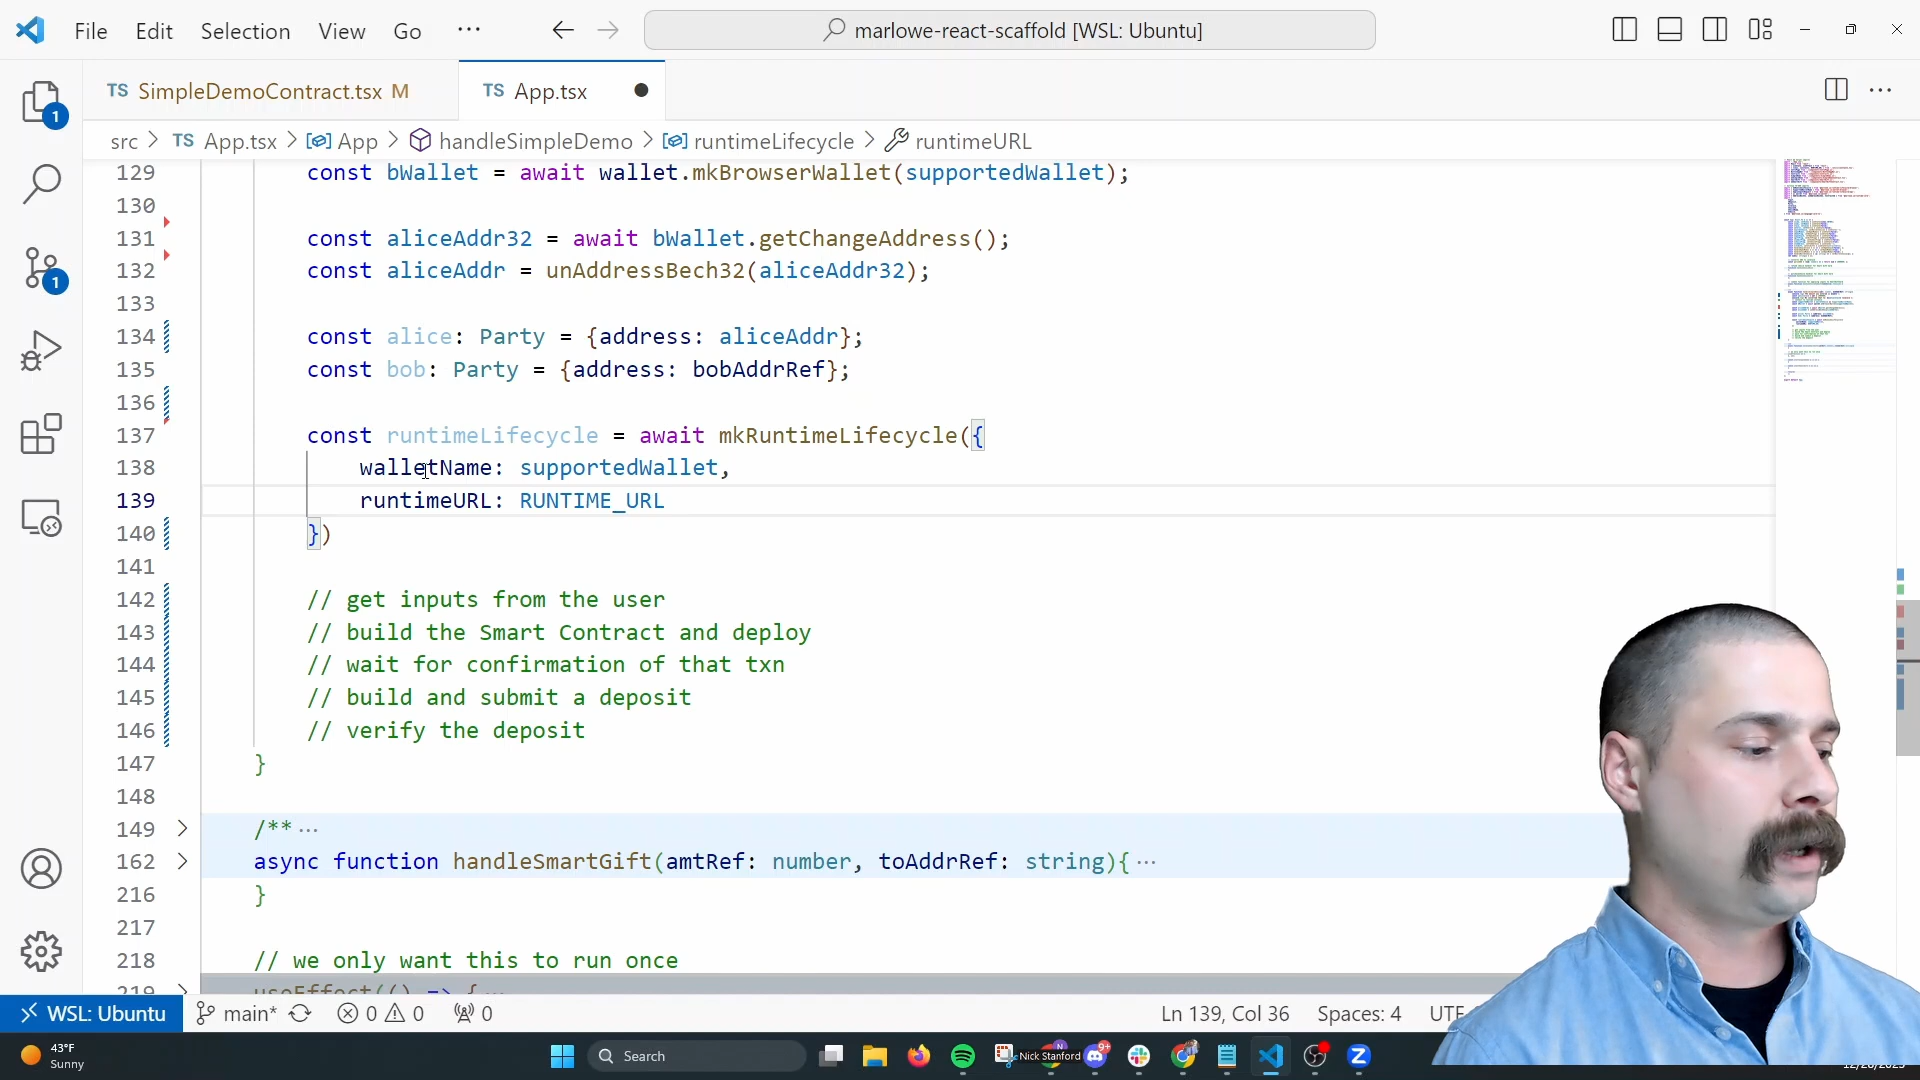 File Edit Selection View Go ··· marlowe-react-scaffold [WSL: Ubuntu]
TS SimpleDemoContract.tsx M TS App.tsx
src > TS App.tsx > App > handleSimpleDemo > runtimeLifecycle > runtimeURL
129 const bWallet = await wallet.mkBrowserWallet(supportedWallet);
130
131 const aliceAddr32 = await bWallet.getChangeAddress();
132 const aliceAddr = unAddressBech32(aliceAddr32);
133
134 const alice: Party = {address: aliceAddr};
135 const bob: Party = {address: bobAddrRef};
136
137 const runtimeLifecycle = await mkRuntimeLifecycle({
138 walletName: supportedWallet,
139 runtimeURL: RUNTIME_URL
140 })
141
142 // get inputs from the user
143 // build the Smart Contract and deploy
144 // wait for confirmation of that txn
145 // build and submit a deposit
146 // verify the deposit
147 }
148
149 /** ···
162 async function handleSmartGift(amtRef: number, toAddrRef: string){ ···
216 }
217
218 // we only want this to run once
219 useEffect(() => { ···
1
1
WSL: Ubuntu main* 0 0 0 Ln 139, Col 36 Spaces: 4
43°F
Sunny
Search
Nick Stanford
9+